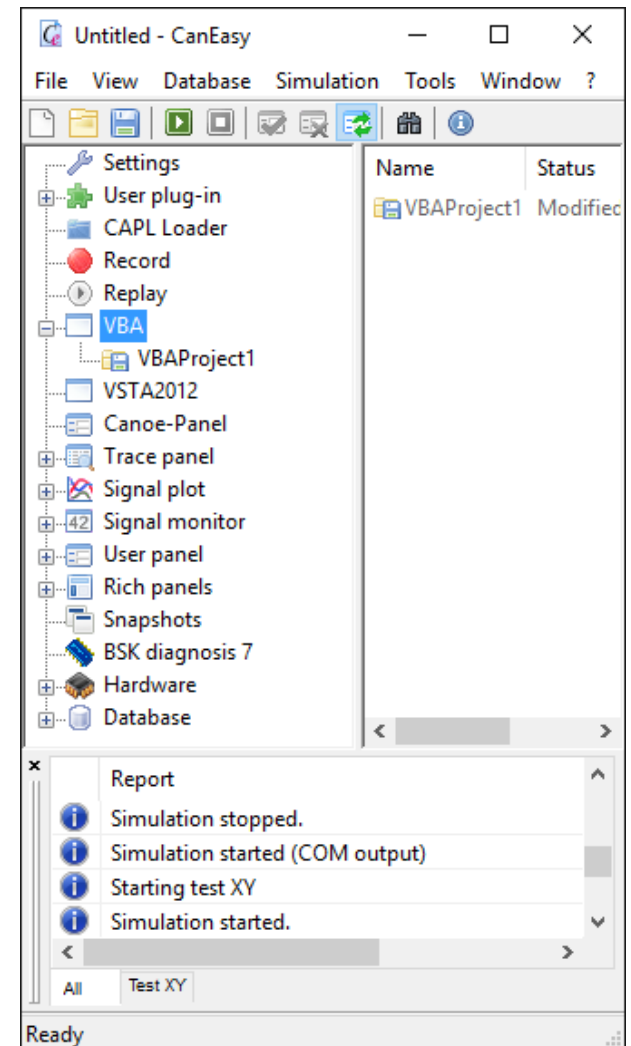 Untitled - CanEasy
File View Database Simulation Tools Window ?
Settings
User plug-in
CAPL Loader
Record
Replay
VBA
VBAProject1
VSTA2012
Canoe-Panel
Trace panel
Signal plot
42 Signal monitor
User panel
Rich panels
Snapshots
BSK diagnosis 7
Hardware
Database
Name Status
VBAProject1 Modified
Report
Simulation stopped.
Simulation started (COM output)
Starting test XY
Simulation started.
All Test XY
Ready